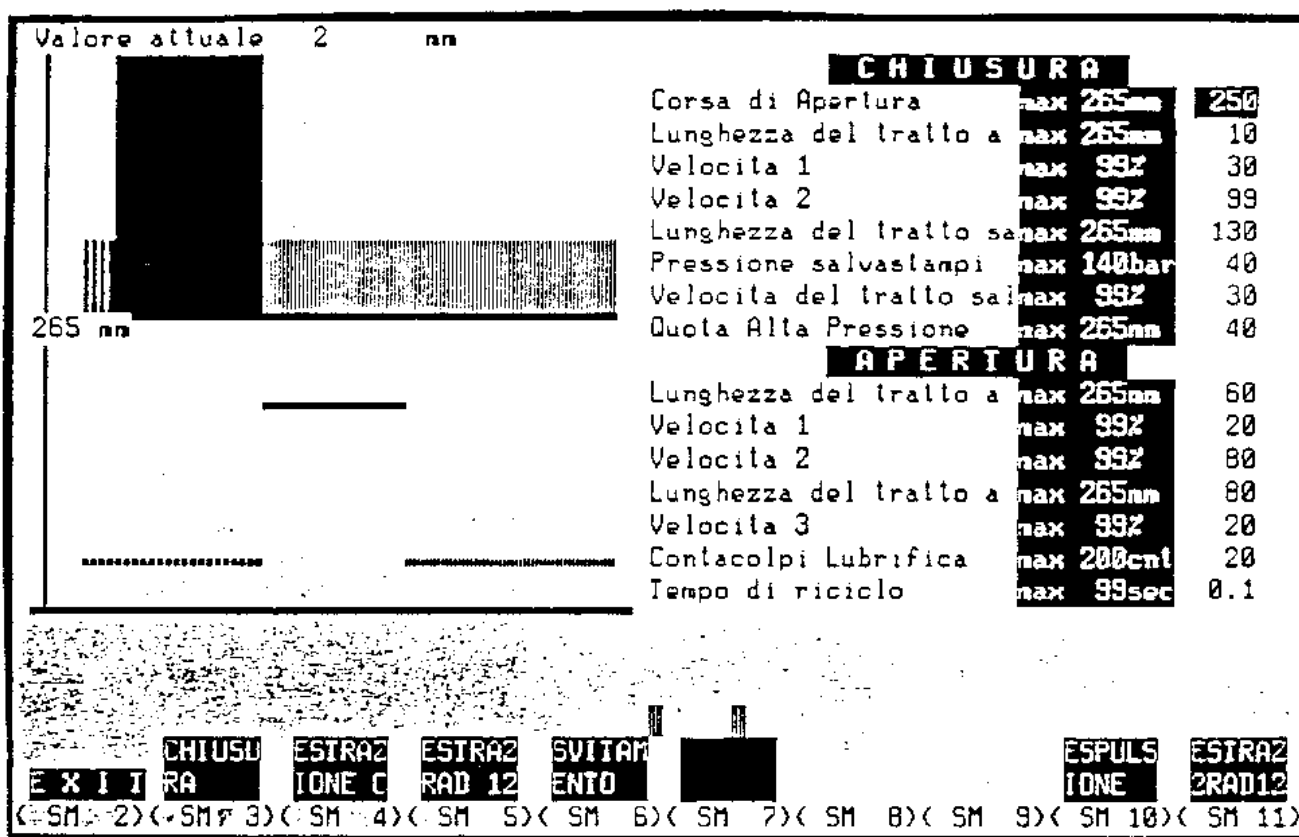 Valore attuale 2 mm
CHIUSURA
Corsa di Apertura max 265mm 250
Lunghezza del tratto a max 265mm 10
Velocita 1 max 99% 30
Velocita 2 max 99% 99
Lunghezza del tratto sa max 265mm 130
Pressione salvastampi max 140bar 40
Velocita del tratto sal max 99% 30
265 mm
Quota Alta Pressione max 265mm 40
APERTURA
Lunghezza del tratto a max 265mm 60
Velocita 1 max 99% 20
Velocita 2 max 99% 80
Lunghezza del tratto a max 265mm 80
Velocita 3 max 99% 20
Contacolpi Lubrifica max 200cnt 20
Tempo di riciclo max 99sec 0.1
CHIUSU ESTRAZ ESTRAZ SVITAM ESPULS ESTRAZ
EXIT RA IONE C RAD 12 ENTO IONE 2RAD12
( SM 2)( SM 3)( SM 4)( SM 5)( SM 6)( SM 7)( SM 8)( SM 9)( SM 10)( SM 11)